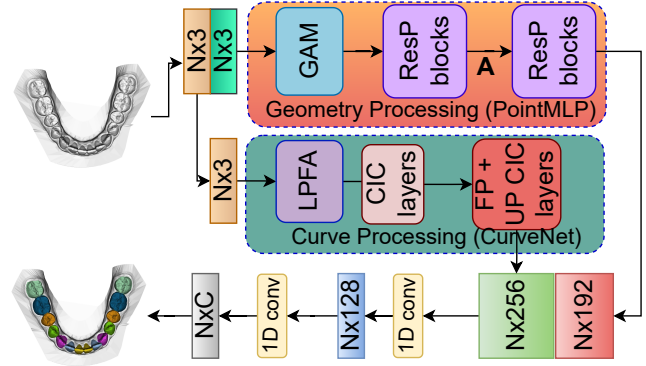 Nx3
Nx3
GAM
ResP
blocks
A
ResP
blocks
Geometry Processing (PointMLP)
Nx3
LPFA
CIC
layers
FP +
UP CIC
layers
Curve Processing (CurveNet)
NxC
1D conv
Nx128
1D conv
Nx256
Nx192